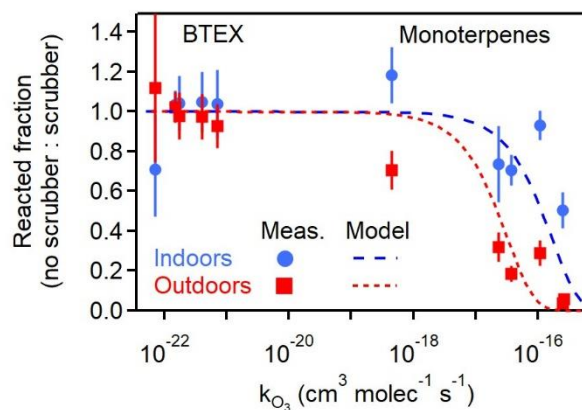 BTEX Monoterpenes
Reacted fraction
(no scrubber : scrubber)
1.4
1.2
1.0
0.8
0.6
0.4
0.2
0.0
Meas. Model
Indoors
Outdoors
10⁻²² 10⁻²⁰ 10⁻¹⁸ 10⁻¹⁶
k_O₃ (cm³ molec⁻¹ s⁻¹)